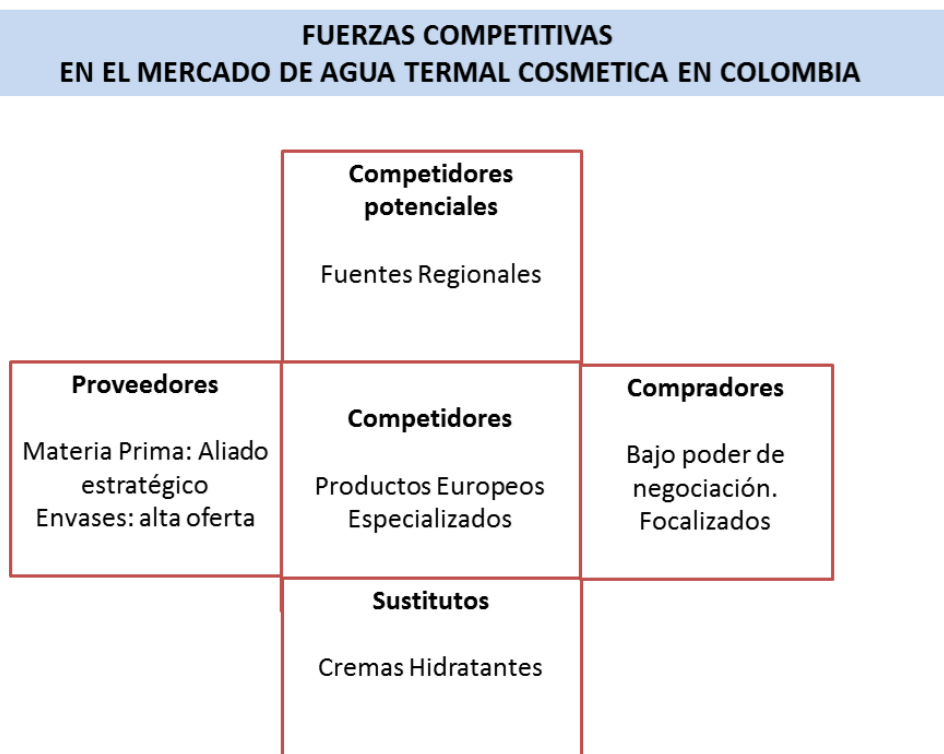 FUERZAS COMPETITIVAS
EN EL MERCADO DE AGUA TERMAL COSMETICA EN COLOMBIA
Competidores
potenciales
Fuentes Regionales
Proveedores
Materia Prima: Aliado
estratégico
Envases: alta oferta
Competidores
Productos Europeos
Especializados
Compradores
Bajo poder de
negociación.
Focalizados
Sustitutos
Cremas Hidratantes